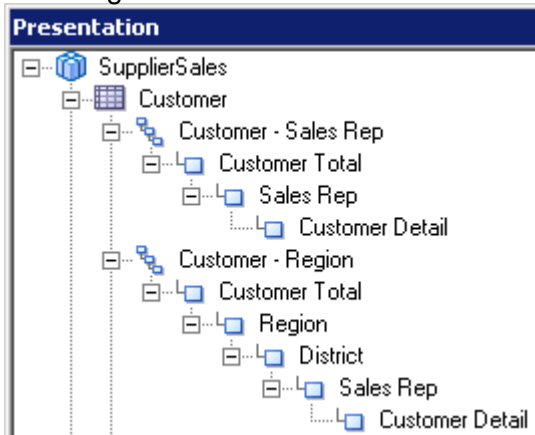 Presentation
SupplierSales
Customer
Customer - Sales Rep
Customer Total
Sales Rep
Customer Detail
Customer - Region
Customer Total
Region
District
Sales Rep
Customer Detail